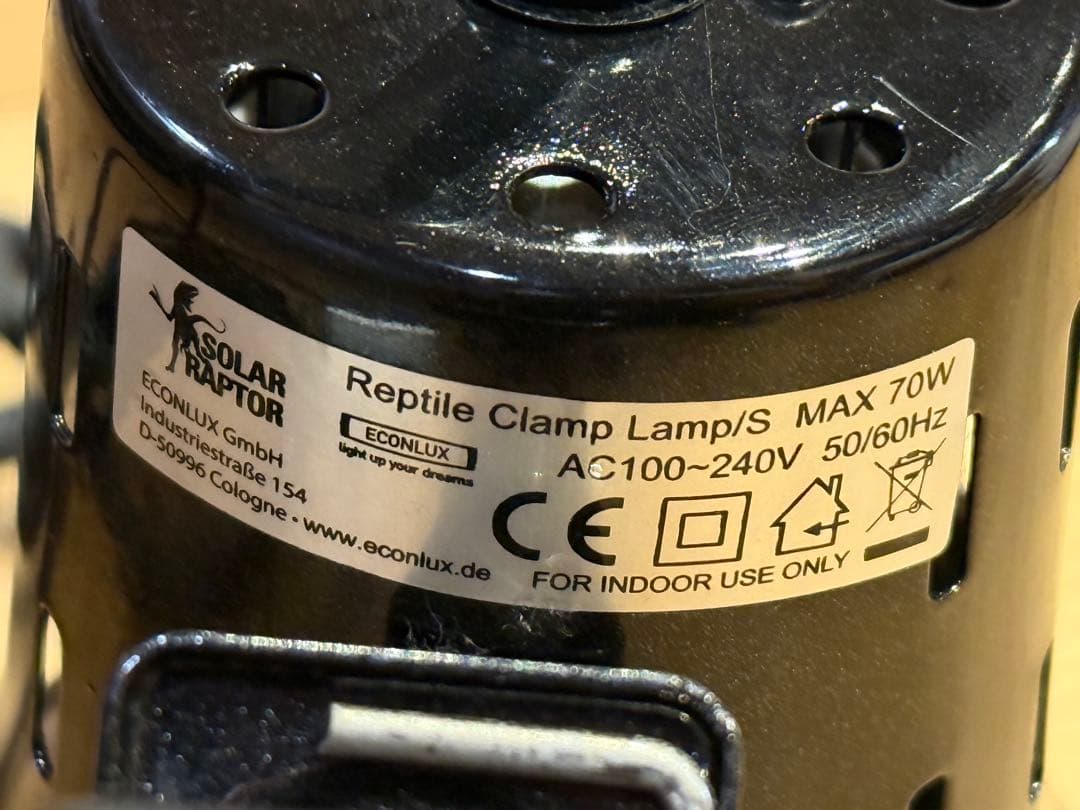 SOLAR
RAPTOR
ECONLUX GmbH
Industriestraße 154
D-50996 Cologne • www.econlux.de
Reptile Clamp Lamp/S MAX 70W
ECONLUX
light up your dreams
AC100~240V 50/60Hz
CE
FOR INDOOR USE ONLY